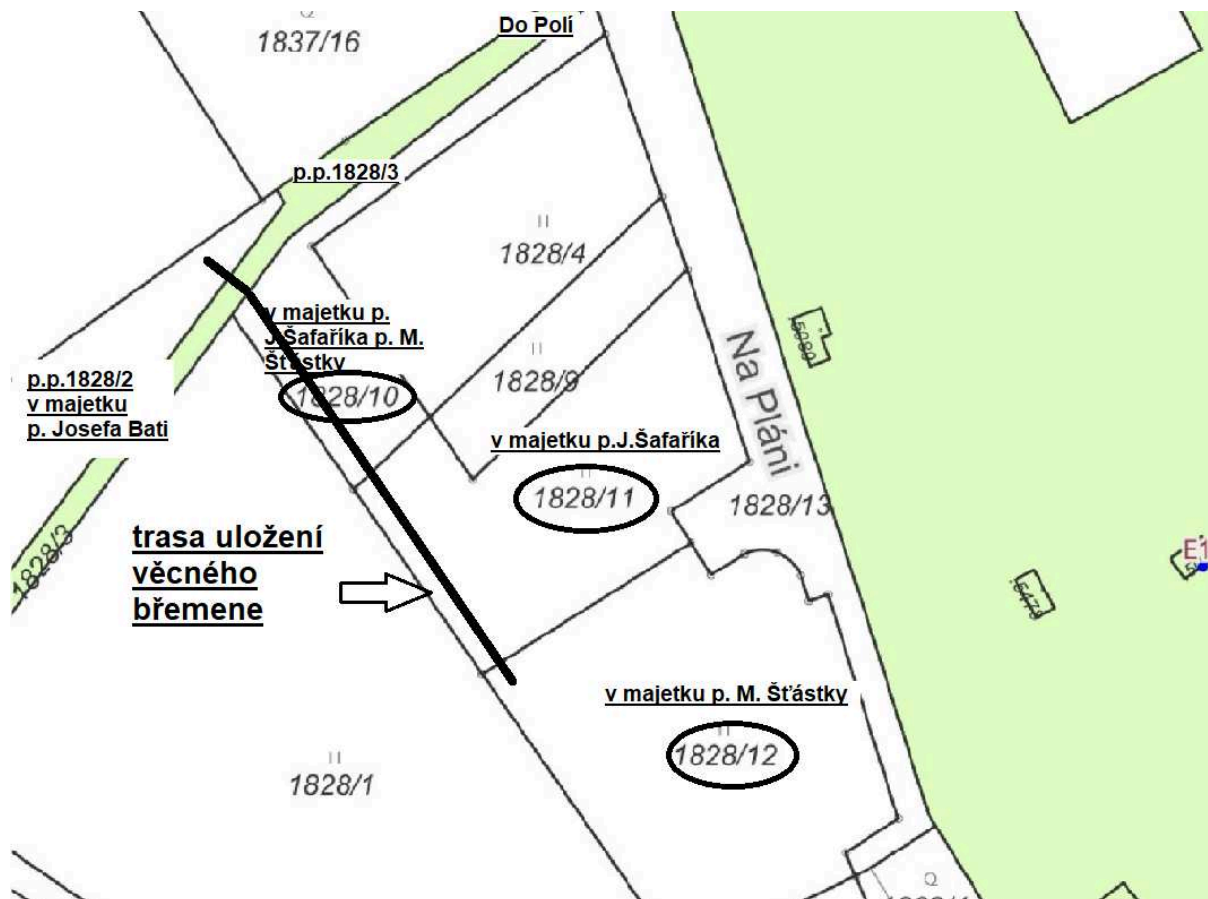 Do Polí
1837/16
p.p.1828/3
1828/4
v majetku p.
J.Šafaříka p. M.
Šťástky
1828/10
1828/9
p.p.1828/2
v majetku
p. Josefa Bati
Na Pláni
v majetku p.J.Šafaříka
1828/11
1828/13
1828/3
trasa uložení
věcného
břemene
E1
v majetku p. M. Šťástky
1828/12
1828/1